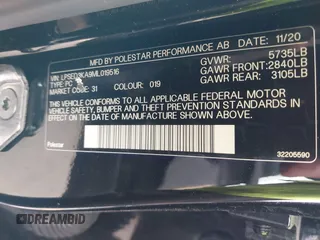 MFD BY POLESTAR PERFORMANCE AB 11/20
VIN: LPSED3KA9ML019516 GVWR: 5735LB
TYPE:PC GAWR FRONT:2840LB
MARKET CODE: 31 COLOUR: 019 GAWR REAR: 3105LB
THIS VEHICLE CONFORMS TO ALL APPLICABLE FEDERAL MOTOR
VEHICLE SAFETY, BUMPER AND THEFT PREVENTION STANDARDS
IN EFFECT ON THE DATE OF MANUFACTURE SHOWN ABOVE.
Polestar 32205590
DREAMBID